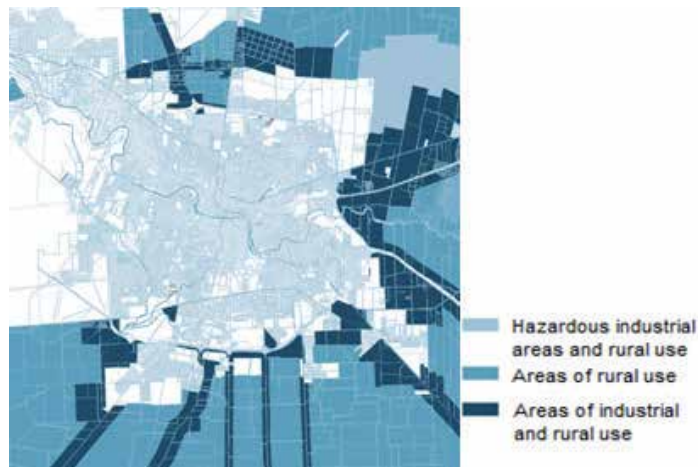 Hazardous industrial
areas and rural use
Areas of rural use
Areas of industrial
and rural use